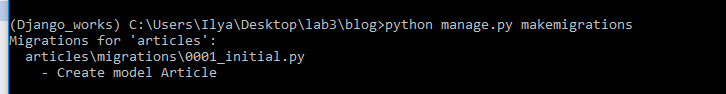 (Django_works) C:\Users\Ilya\Desktop\lab3\blog>python manage.py makemigrations
Migrations for 'articles':
  articles\migrations\0001_initial.py
    - Create model Article